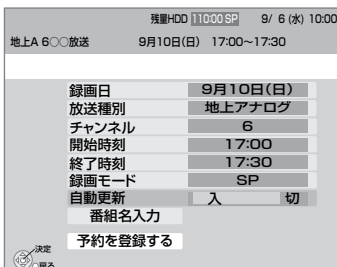 残量HDD 110:00 SP 9/ 6 (水) 10:00
地上A 6○○放送 9月10日(日) 17:00～17:30
録画日 9月10日(日)
放送種別 地上アナログ
チャンネル 6
開始時刻 17:00
終了時刻 17:30
録画モード SP
自動更新 入 切
番組名入力
予約を登録する
決定
戻る